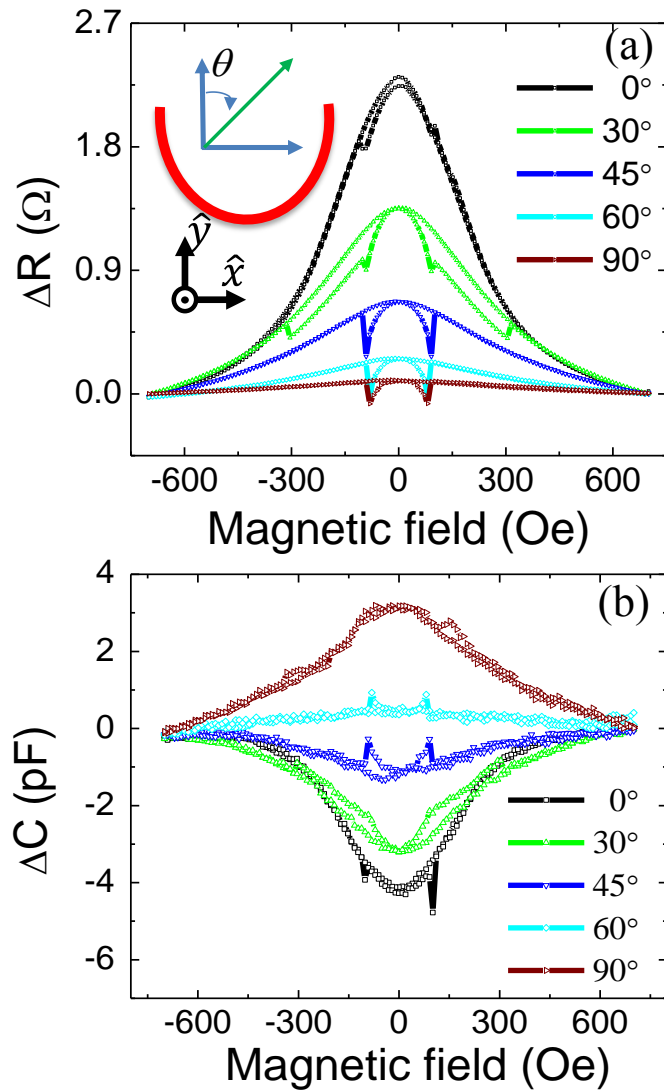 2.7
1.8
0.9
0.0
ΔR (Ω)
(a)
θ
ŷ
x̂
0°
30°
45°
60°
90°
-600 -300 0 300 600
Magnetic field (Oe)
4
2
0
-2
-4
-6
ΔC (pF)
(b)
0°
30°
45°
60°
90°
-600 -300 0 300 600
Magnetic field (Oe)